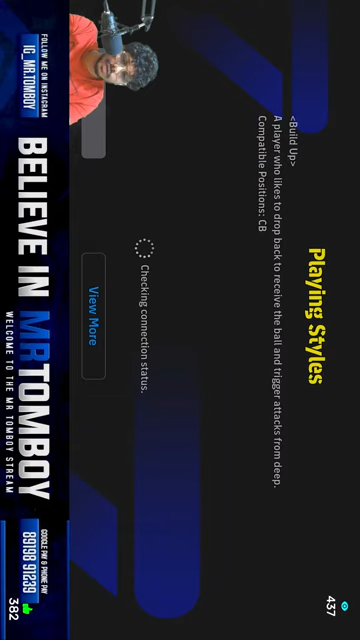 437
Playing Styles
<Build Up>
A player who likes to drop back to receive the ball and trigger attacks from deep.
Compatible Positions: CB
Checking connection status.
View More
FOLLOW ME ON INSTAGRAM
IG_MR.TOMBOY
BELIEVE IN MRTOMBOY
WELCOME TO THE MR TOMBOY STREAM
GOOGLE PAY & PHONE PAY
89198 91239
382